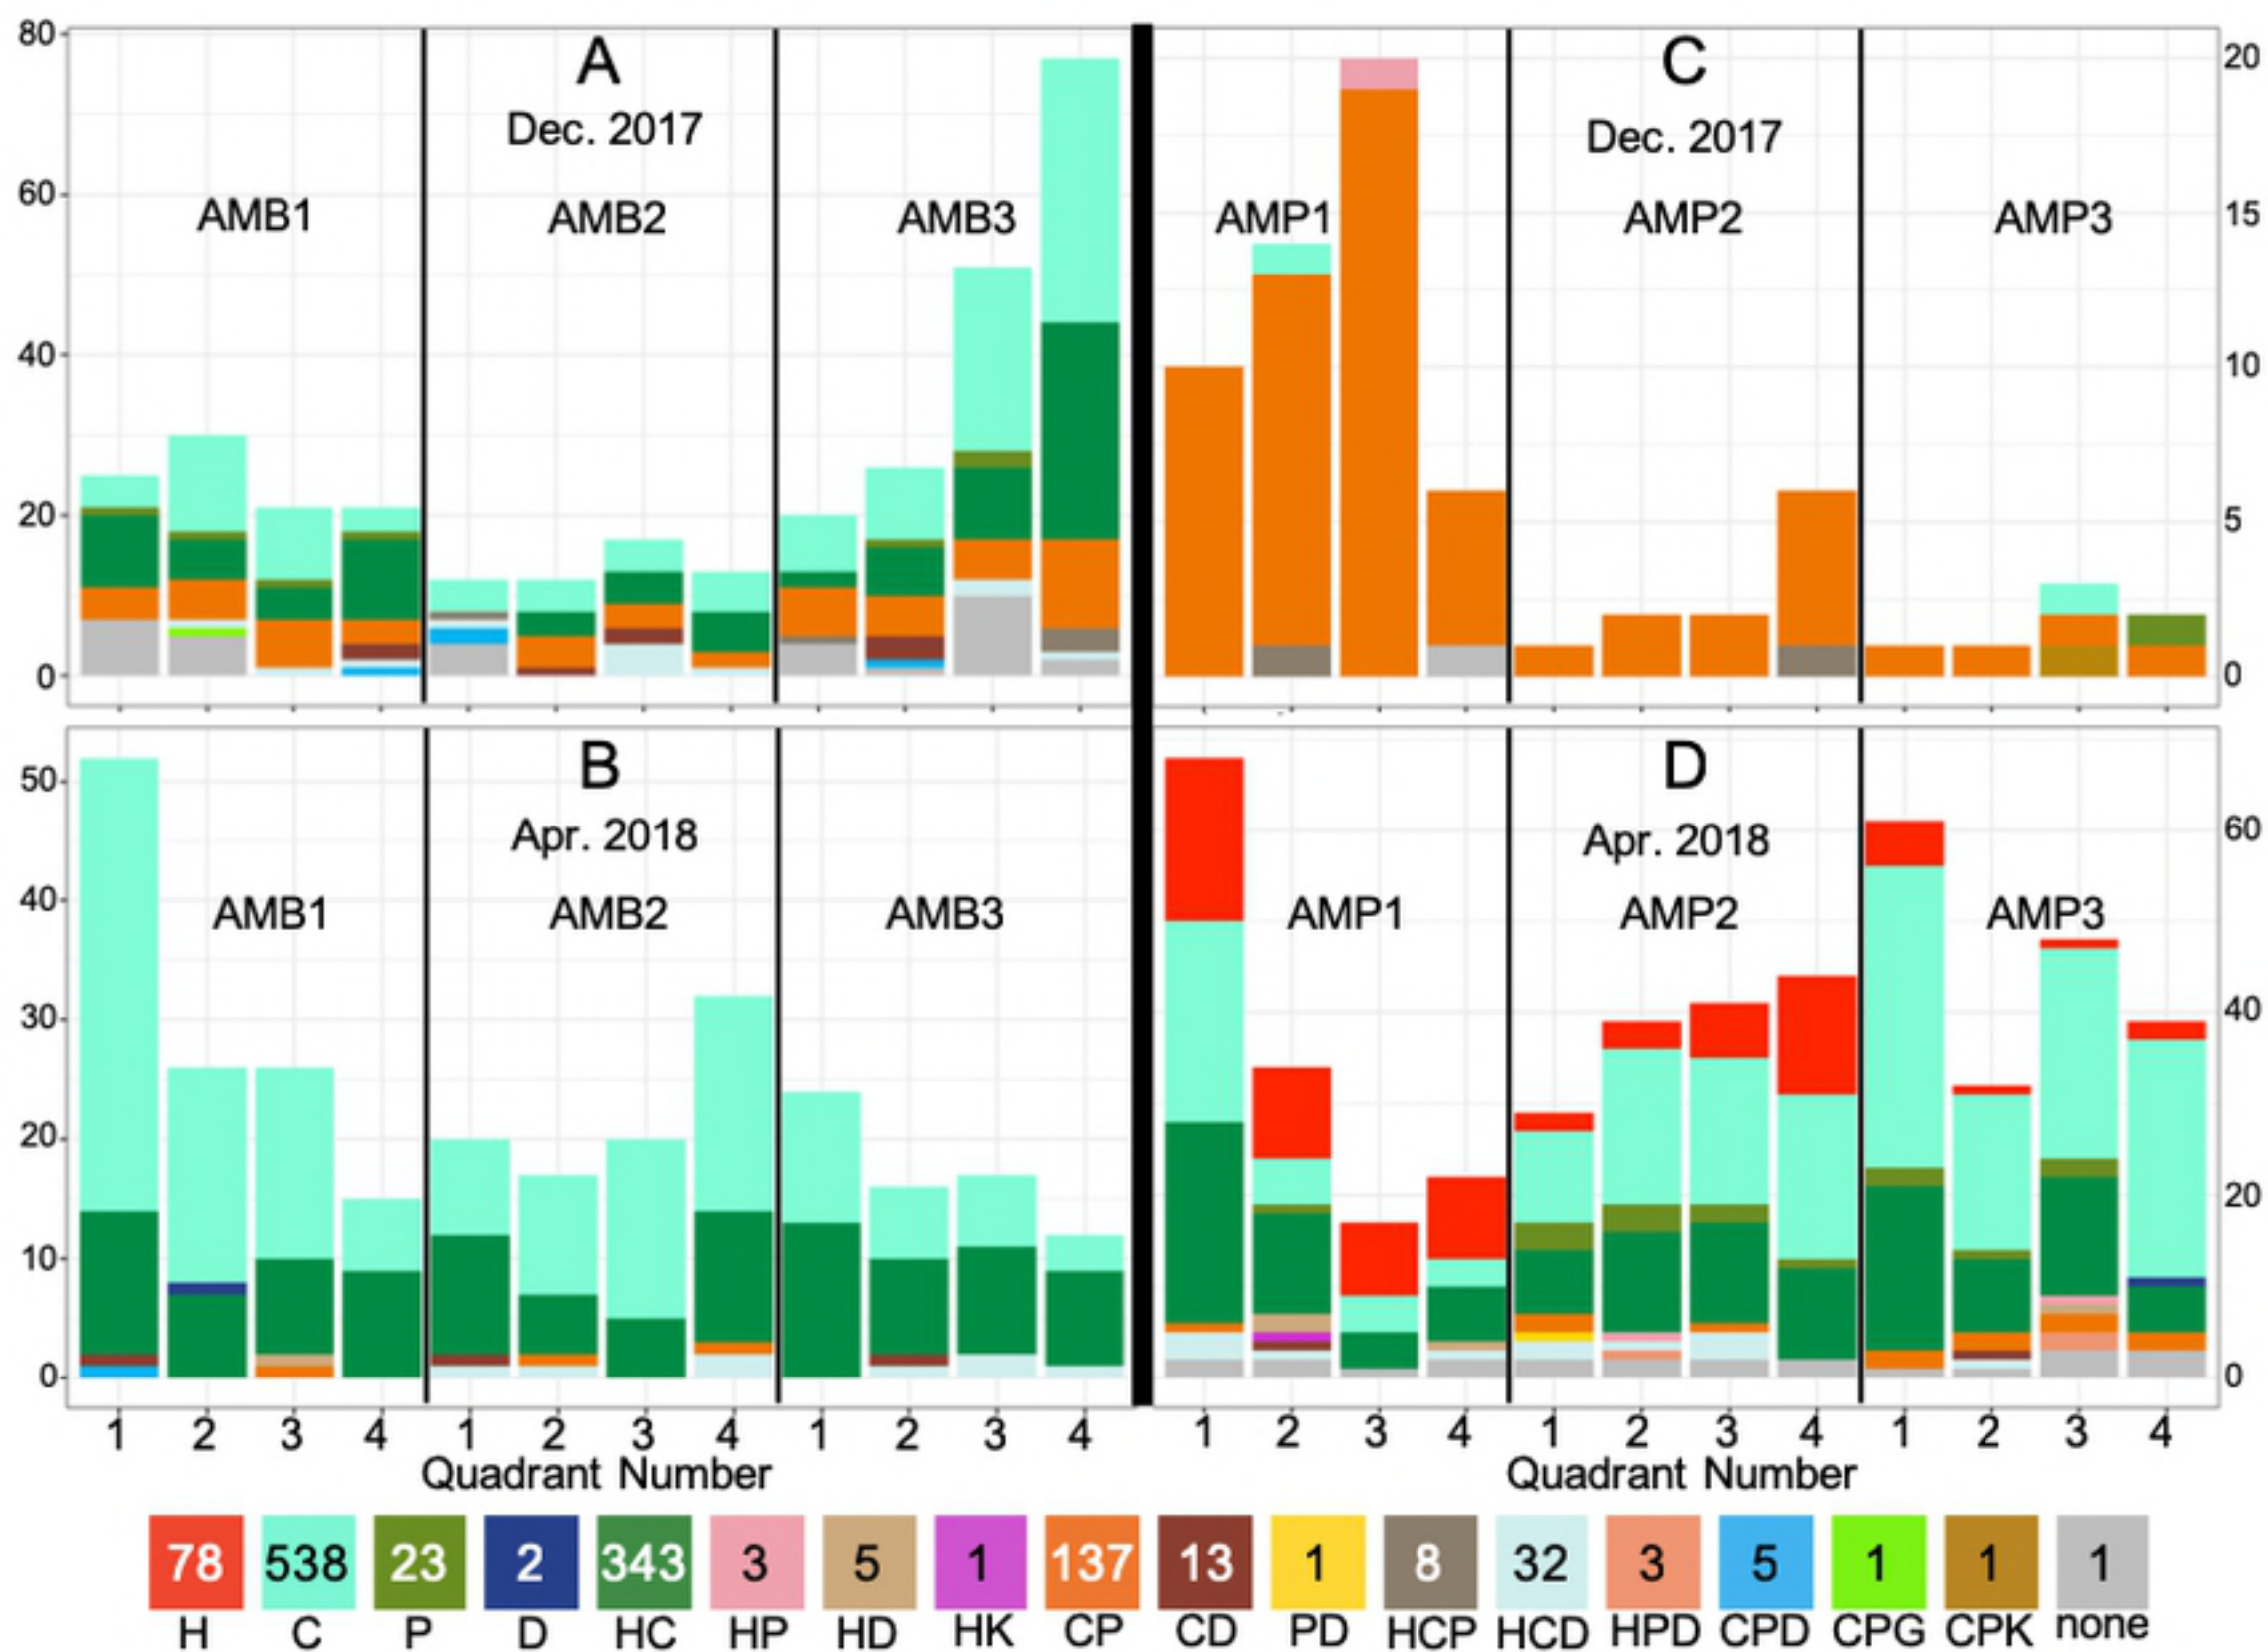 80
A
C
20
Dec. 2017
Dec. 2017
60
AMB1
AMB2
AMB3
AMP1
AMP2
AMP3
15
40
10
20
5
0
0
B
D
50
Apr. 2018
Apr. 2018
60
40
AMB1
AMB2
AMB3
AMP1
AMP2
AMP3
30
40
20
20
10
0
0
1 2 3 4 1 2 3 4 1 2 3 4 1 2 3 4 1 2 3 4 1 2 3 4
Quadrant Number
Quadrant Number
78 538 23 2 343 3 5 1 137 13 1 8 32 3 5 1 1 1
H C P D HC HP HD HK CP CD PD HCP HCD HPD CPD CPG CPK none